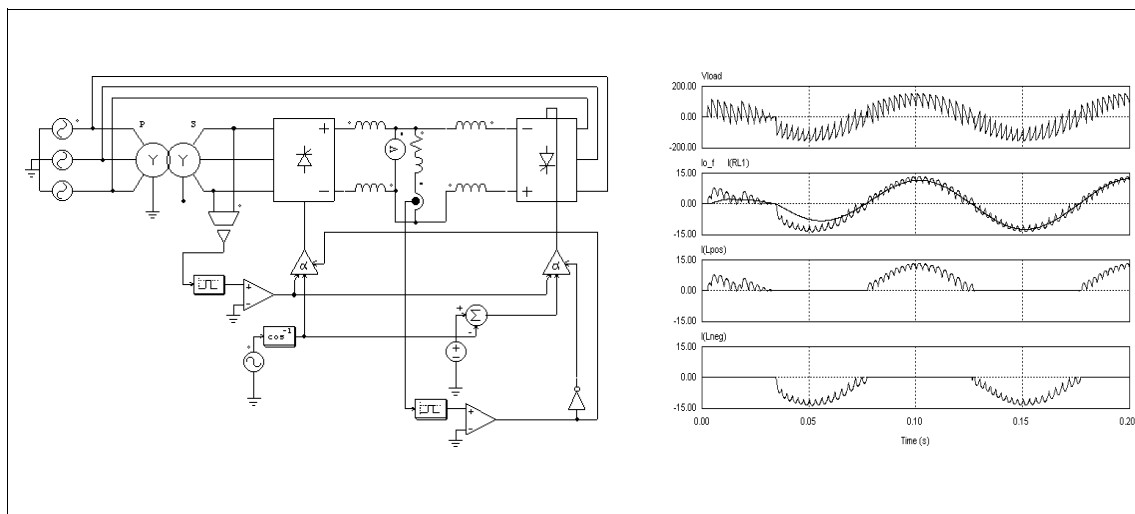 P S
Y Y
+ −
− +
V
α α
+
−
cos⁻¹
+ Σ
-
+
−
+
−
Vload
200.00
0.00
-200.00
Io_f I(RL1)
15.00
0.00
-15.00
I(Lpos)
15.00
0.00
-15.00
I(Lneg)
15.00
0.00
-15.00
0.00 0.05 0.10 0.15 0.20
Time (s)